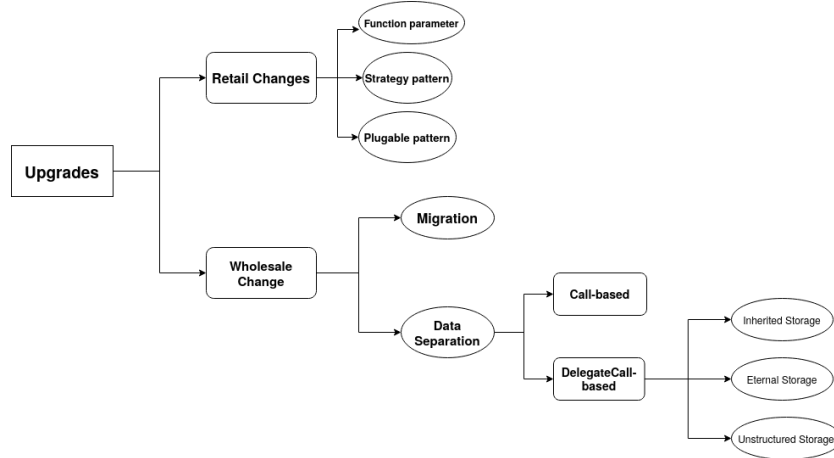 Function parameter
Retail Changes
Strategy pattern
Plugable pattern
Upgrades
Migration
Wholesale
Change
Call-based
Data
Separation
Inherited Storage
DelegateCall-
based
Eternal Storage
Unstructured Storage